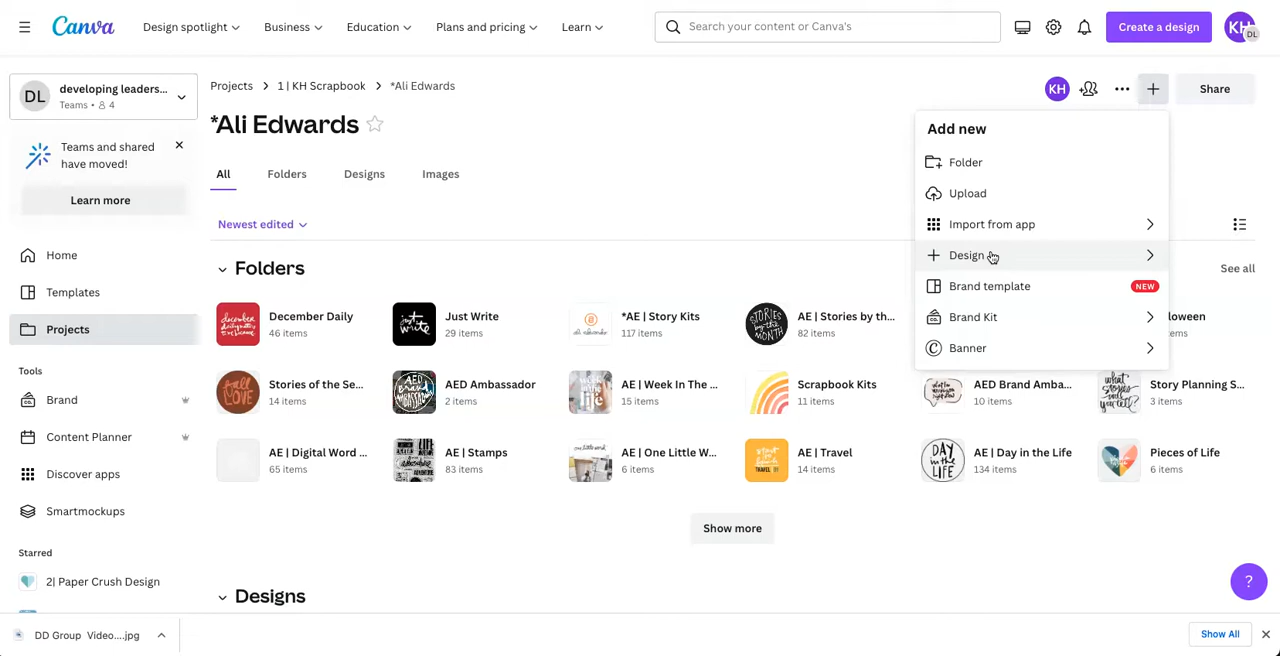 Canva
Design spotlight
Business
Education
Plans and pricing
Learn
Search your content or Canva's
Create a design
KH
DL
DL
developing leaders...
Teams • 4
Teams and shared
have moved!
Learn more
Home
Templates
Projects
Tools
Brand
Content Planner
Discover apps
Smartmockups
Starred
2| Paper Crush Design
Projects > 1 | KH Scrapbook > *Ali Edwards
KH
Share
*Ali Edwards
All
Folders
Designs
Images
Newest edited
Add new
Folder
Upload
Import from app
Design
Brand template
NEW
Brand Kit
Banner
Folders
See all
December Daily
46 items
Just Write
29 items
*AE | Story Kits
117 items
AE | Stories by th...
82 items
Stories of the Se...
14 items
AED Ambassador
2 items
AE | Week In The ...
15 items
Scrapbook Kits
11 items
AED Brand Amba...
10 items
Story Planning S...
3 items
AE | Digital Word ...
65 items
AE | Stamps
83 items
AE | One Little W...
6 items
AE | Travel
14 items
AE | Day in the Life
134 items
Pieces of Life
6 items
Show more
Designs
?
DD Group Video....jpg
Show All